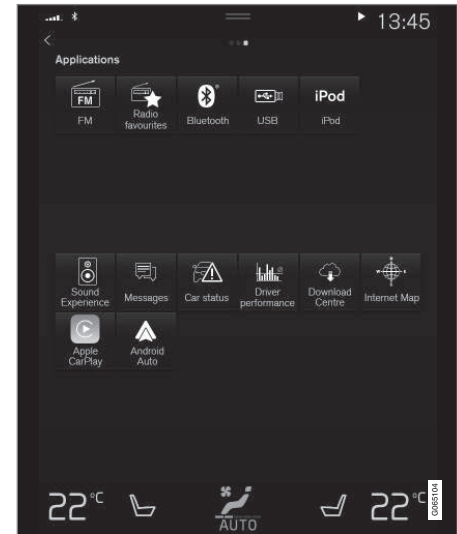 13:45
Applications
FM
FM
Radio
favourites
Bluetooth
USB
iPod
iPod
Sound
Experience
Messages
Car status
Driver
performance
Download
Centre
Internet Map
Apple
CarPlay
Android
Auto
22°C
AUTO
22°C
G065104